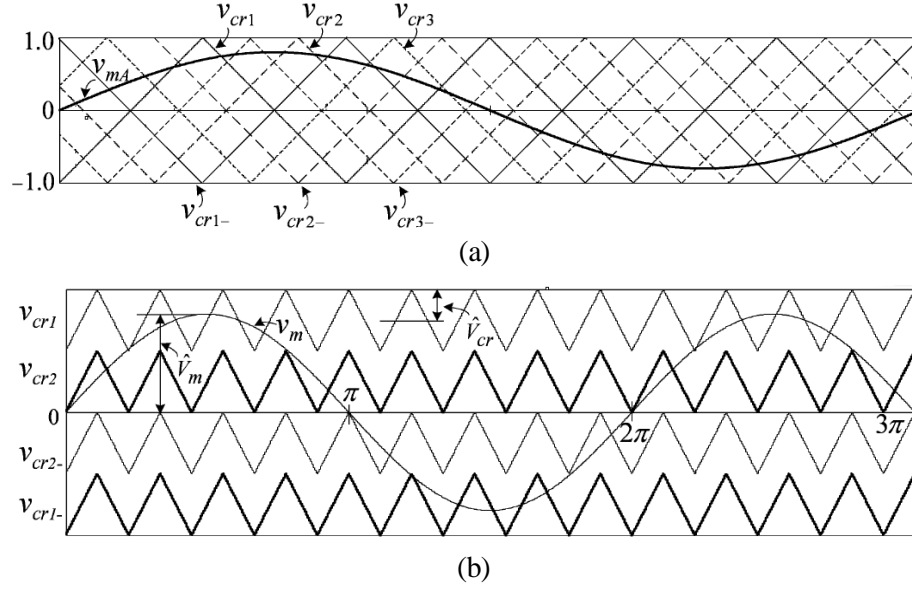 v_cr1 v_cr2 v_cr3
1.0
v_mA
0
−1.0
v_cr1− v_cr2− v_cr3−
(a)
v_cr1
V̂_cr
v_m
V̂_m
v_cr2
0
π
2π
3π
v_cr2-
v_cr1-
(b)